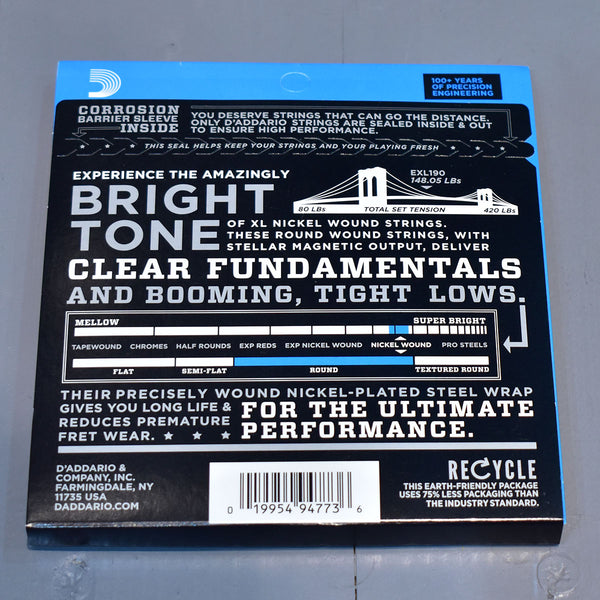 100+ YEARS
OF PRECISION
ENGINEERING
CORROSION
BARRIER SLEEVE
INSIDE
YOU DESERVE STRINGS THAT CAN GO THE DISTANCE.
ONLY D'ADDARIO STRINGS ARE SEALED INSIDE & OUT
TO ENSURE HIGH PERFORMANCE.
THIS SEAL HELPS KEEP YOUR STRINGS AND YOUR PLAYING FRESH
EXPERIENCE THE AMAZINGLY
BRIGHT
TONE
EXL190
148.05 LBs
80 LBs TOTAL SET TENSION 420 LBs
OF XL NICKEL WOUND STRINGS.
THESE ROUND WOUND STRINGS, WITH
STELLAR MAGNETIC OUTPUT, DELIVER
CLEAR FUNDAMENTALS
AND BOOMING, TIGHT LOWS.
MELLOW SUPER BRIGHT
TAPEWOUND CHROMES HALF ROUNDS EXP REDS EXP NICKEL WOUND NICKEL WOUND PRO STEELS
FLAT SEMI-FLAT ROUND TEXTURED ROUND
THEIR PRECISELY WOUND NICKEL-PLATED STEEL WRAP
GIVES YOU LONG LIFE &
REDUCES PREMATURE
FRET WEAR.
FOR THE ULTIMATE
PERFORMANCE.
D'ADDARIO &
COMPANY, INC.
FARMINGDALE, NY
11735 USA
DADDARIO.COM
0 19954 94773 6
RECYCLE
THIS EARTH-FRIENDLY PACKAGE
USES 75% LESS PACKAGING THAN
THE INDUSTRY STANDARD.